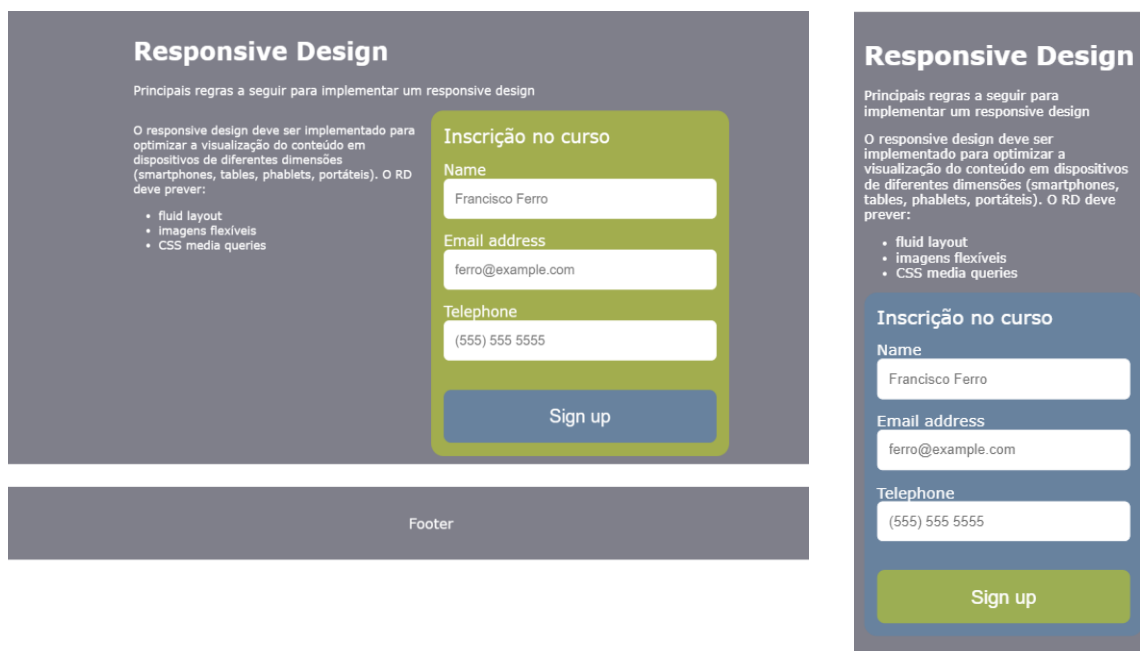 Responsive Design
Principais regras a seguir para implementar um responsive design
O responsive design deve ser implementado para
optimizar a visualização do conteúdo em
dispositivos de diferentes dimensões
(smartphones, tables, phablets, portáteis). O RD
deve prever:
• fluid layout
• imagens flexíveis
• CSS media queries
Inscrição no curso
Name
Francisco Ferro
Email address
ferro@example.com
Telephone
(555) 555 5555
Sign up
Footer
Responsive Design
Principais regras a seguir para
implementar um responsive design
O responsive design deve ser
implementado para optimizar a
visualização do conteúdo em dispositivos
de diferentes dimensões (smartphones,
tables, phablets, portáteis). O RD deve
prever:
• fluid layout
• imagens flexíveis
• CSS media queries
Inscrição no curso
Name
Francisco Ferro
Email address
ferro@example.com
Telephone
(555) 555 5555
Sign up